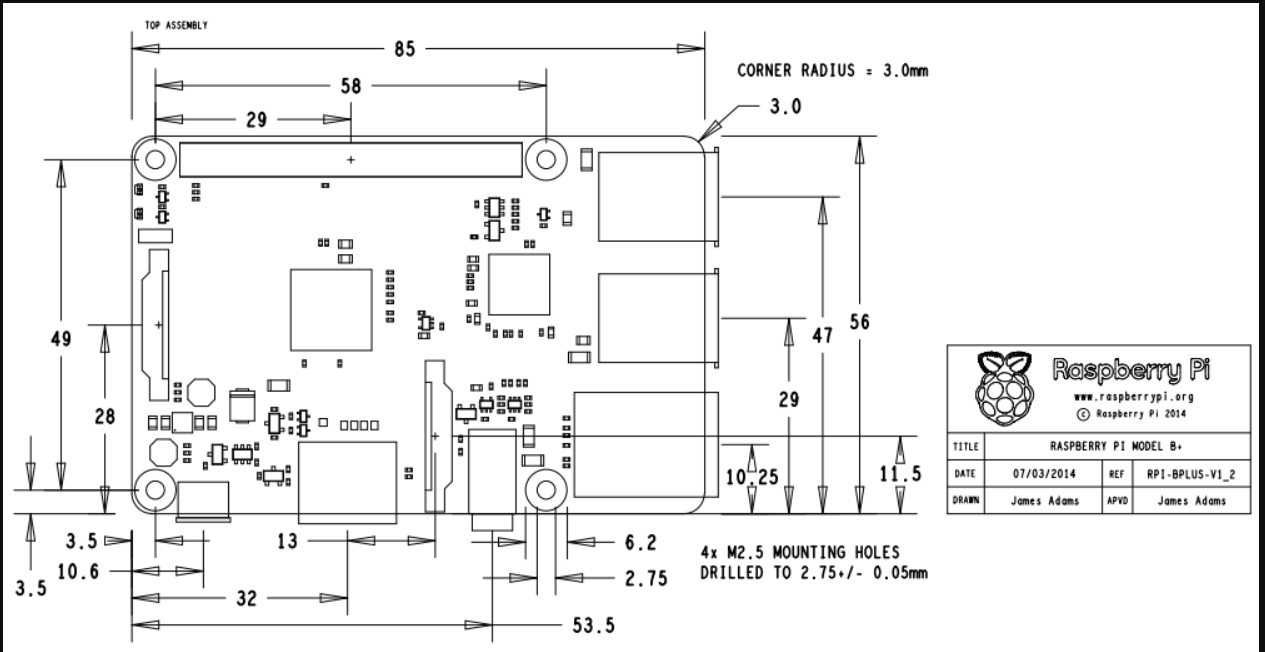 TOP ASSEMBLY
85
CORNER RADIUS = 3.0mm
58
3.0
29
49
28
47
56
29
10.25
11.5
3.5
13
6.2
10.6
2.75
3.5
32
53.5
4x M2.5 MOUNTING HOLES
DRILLED TO 2.75+/- 0.05mm
Raspberry Pi
www.raspberrypi.org
© Raspberry Pi 2014
TITLE RASPBERRY PI MODEL B+
DATE 07/03/2014 REF RPI-BPLUS-V1_2
DRAWN James Adams APVD James Adams